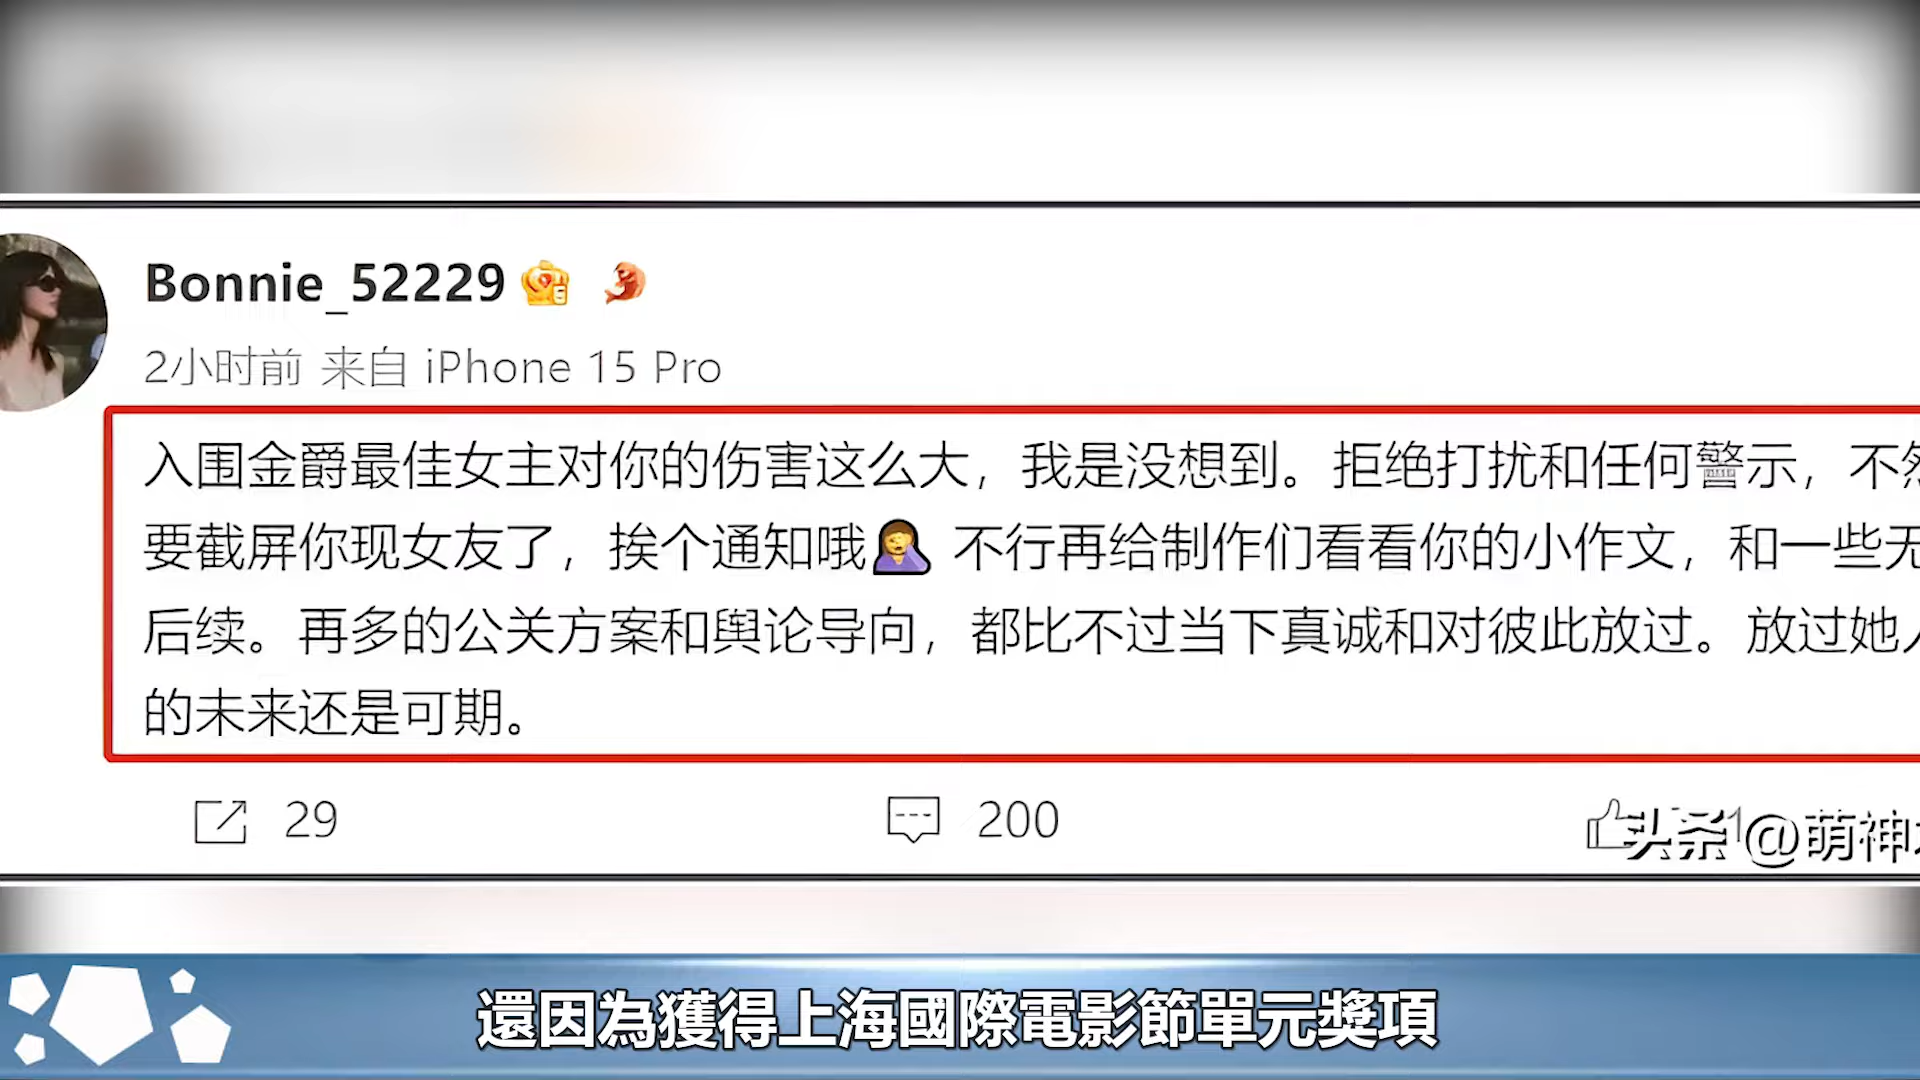 Bonnie_52229
2小时前 来自 iPhone 15 Pro
入围金爵最佳女主对你的伤害这么大，我是没想到。拒绝打扰和任何警示，不然
要截屏你现女友了，挨个通知哦🤦‍♀️ 不行再给制作们看看你的小作文，和一些无
后续。再多的公关方案和舆论导向，都比不过当下真诚和对彼此放过。放过她
的未来还是可期。
29
200
头条 @萌神
還因為獲得上海國際電影節單元獎項